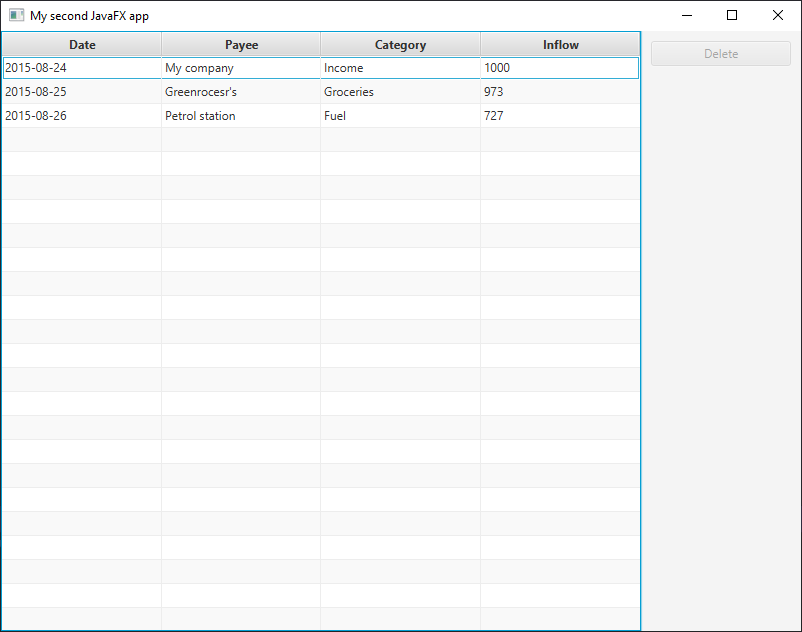 My second JavaFX app
Date Payee Category Inflow
Delete
2015-08-24 My company Income 1000
2015-08-25 Greenrocesr's Groceries 973
2015-08-26 Petrol station Fuel 727